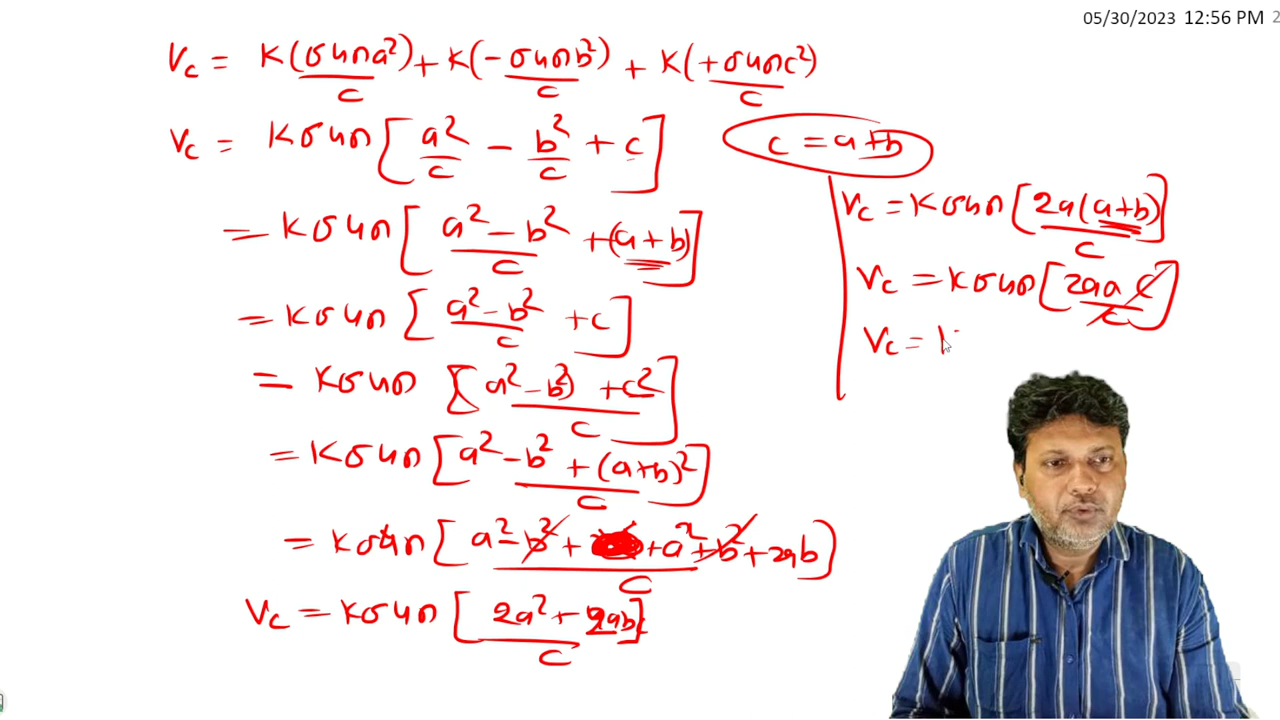 05/30/2023 12:56 PM 2
Vc = K(σ4πa²)/c + K(-σ4πb²)/c + K(+σ4πc²)/c
Vc = Kσ4π[a²/c - b²/c + c]
c = a+b
= Kσ4π[(a² - b²)/c + (a + b)]
= Kσ4π[(a² - b²)/c + c]
= Kσ4π[((a² - b²) + c²)/c]
= Kσ4π[(a² - b² + (a+b)²)/c]
= Kσ4π[(a² - b² + + a² + b² + 2ab)/c]
Vc = Kσ4π[(2a² + 2ab)/c]
Vc = Kσ4π[2a(a+b)/c]
Vc = Kσ4π[2aa c/c]
Vc = k